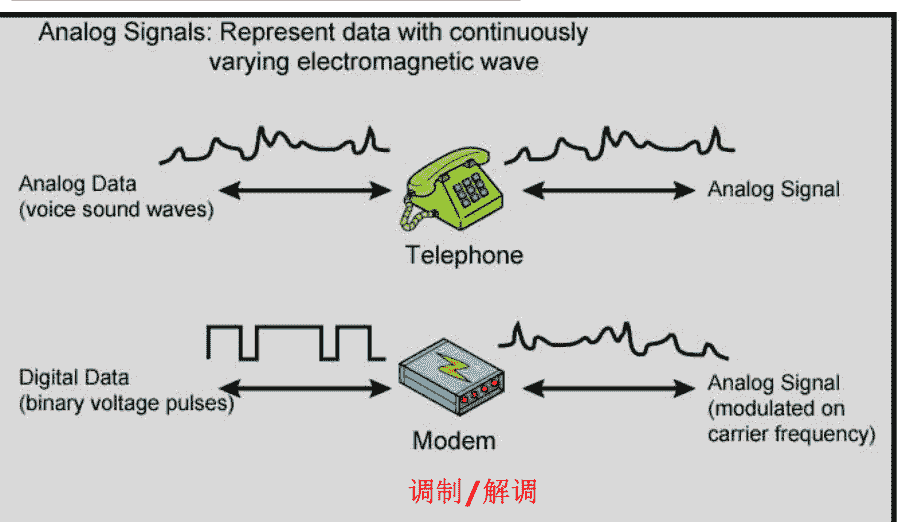 Analog Signals: Represent data with continuously
varying electromagnetic wave
Analog Data
(voice sound waves)
Analog Signal
Telephone
Digital Data
(binary voltage pulses)
Analog Signal
(modulated on
carrier frequency)
Modem
调制/解调